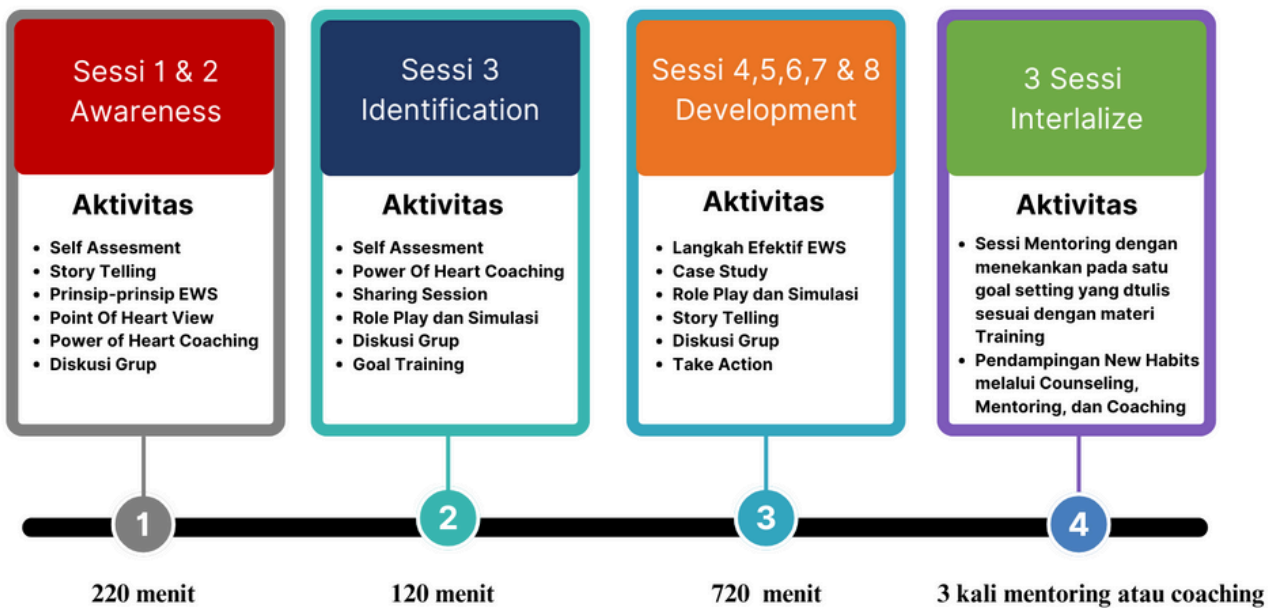 Sessi 1 & 2
Awareness
Aktivitas
Self Assesment
Story Telling
Prinsip-prinsip EWS
Point Of Heart View
Power of Heart Coaching
Diskusi Grup
1
220 menit
Sessi 3
Identification
Aktivitas
Self Assesment
Power Of Heart Coaching
Sharing Session
Role Play dan Simulasi
Diskusi Grup
Goal Training
2
120 menit
Sessi 4,5,6,7 & 8
Development
Aktivitas
Langkah Efektif EWS
Case Study
Role Play dan Simulasi
Story Telling
Diskusi Grup
Take Action
3
720 menit
3 Sessi
Interlalize
Aktivitas
Sessi Mentoring dengan
menekankan pada satu
goal setting yang dtulis
sesuai dengan materi
Training
Pendampingan New Habits
melalui Counseling,
Mentoring, dan Coaching
4
3 kali mentoring atau coaching